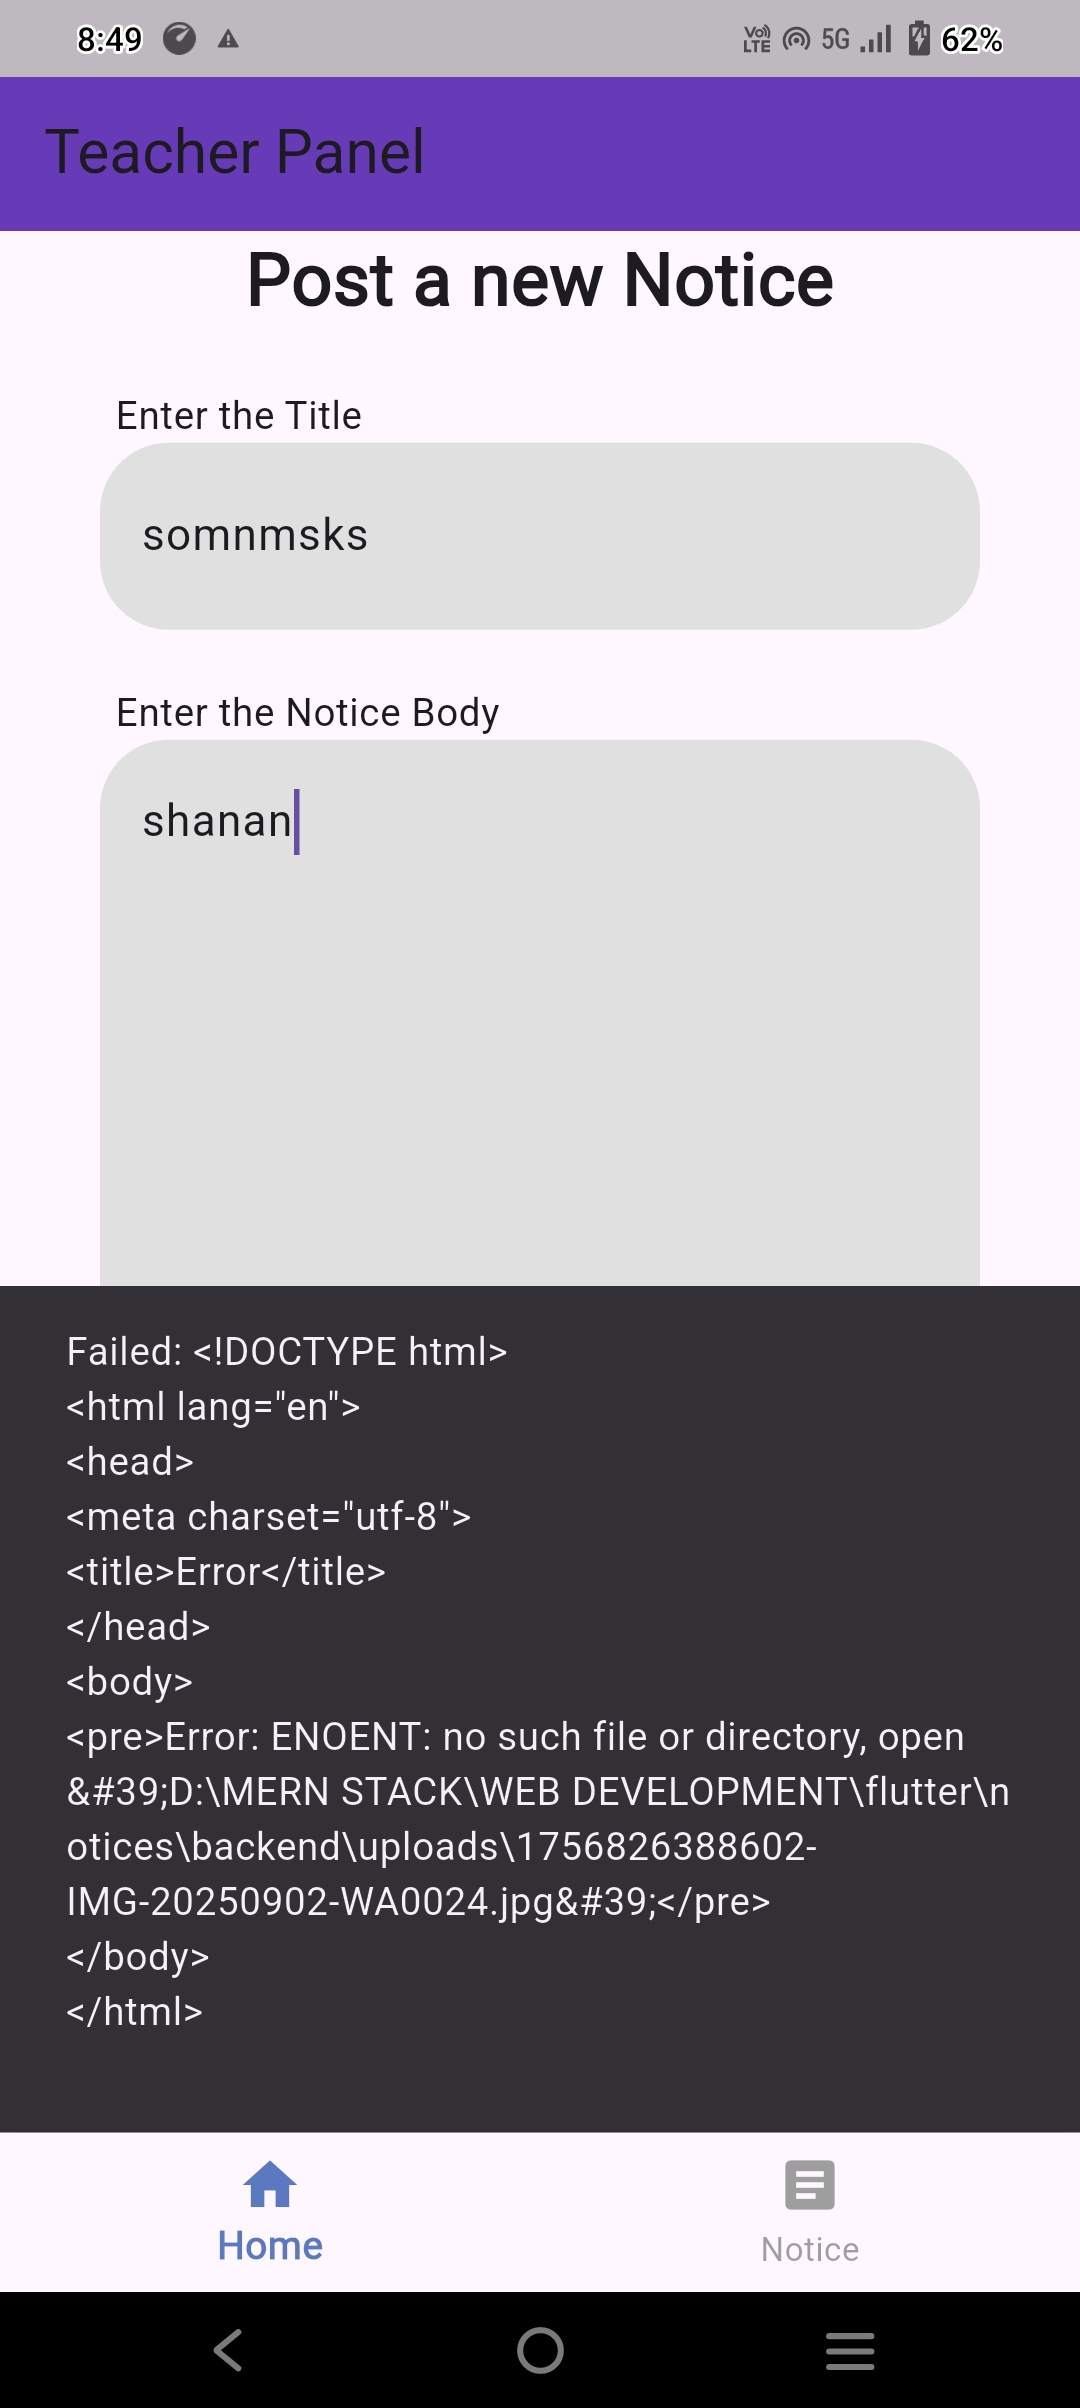 8:49 VoLTE 5G 62%
Teacher Panel
Post a new Notice
Enter the Title
somnmsks
Enter the Notice Body
shanan
Failed: <!DOCTYPE html>
<html lang="en">
<head>
<meta charset="utf-8">
<title>Error</title>
</head>
<body>
<pre>Error: ENOENT: no such file or directory, open
&#39;D:\MERN STACK\WEB DEVELOPMENT\flutter\n
otices\backend\uploads\1756826388602-
IMG-20250902-WA0024.jpg&#39;</pre>
</body>
</html>
Home Notice